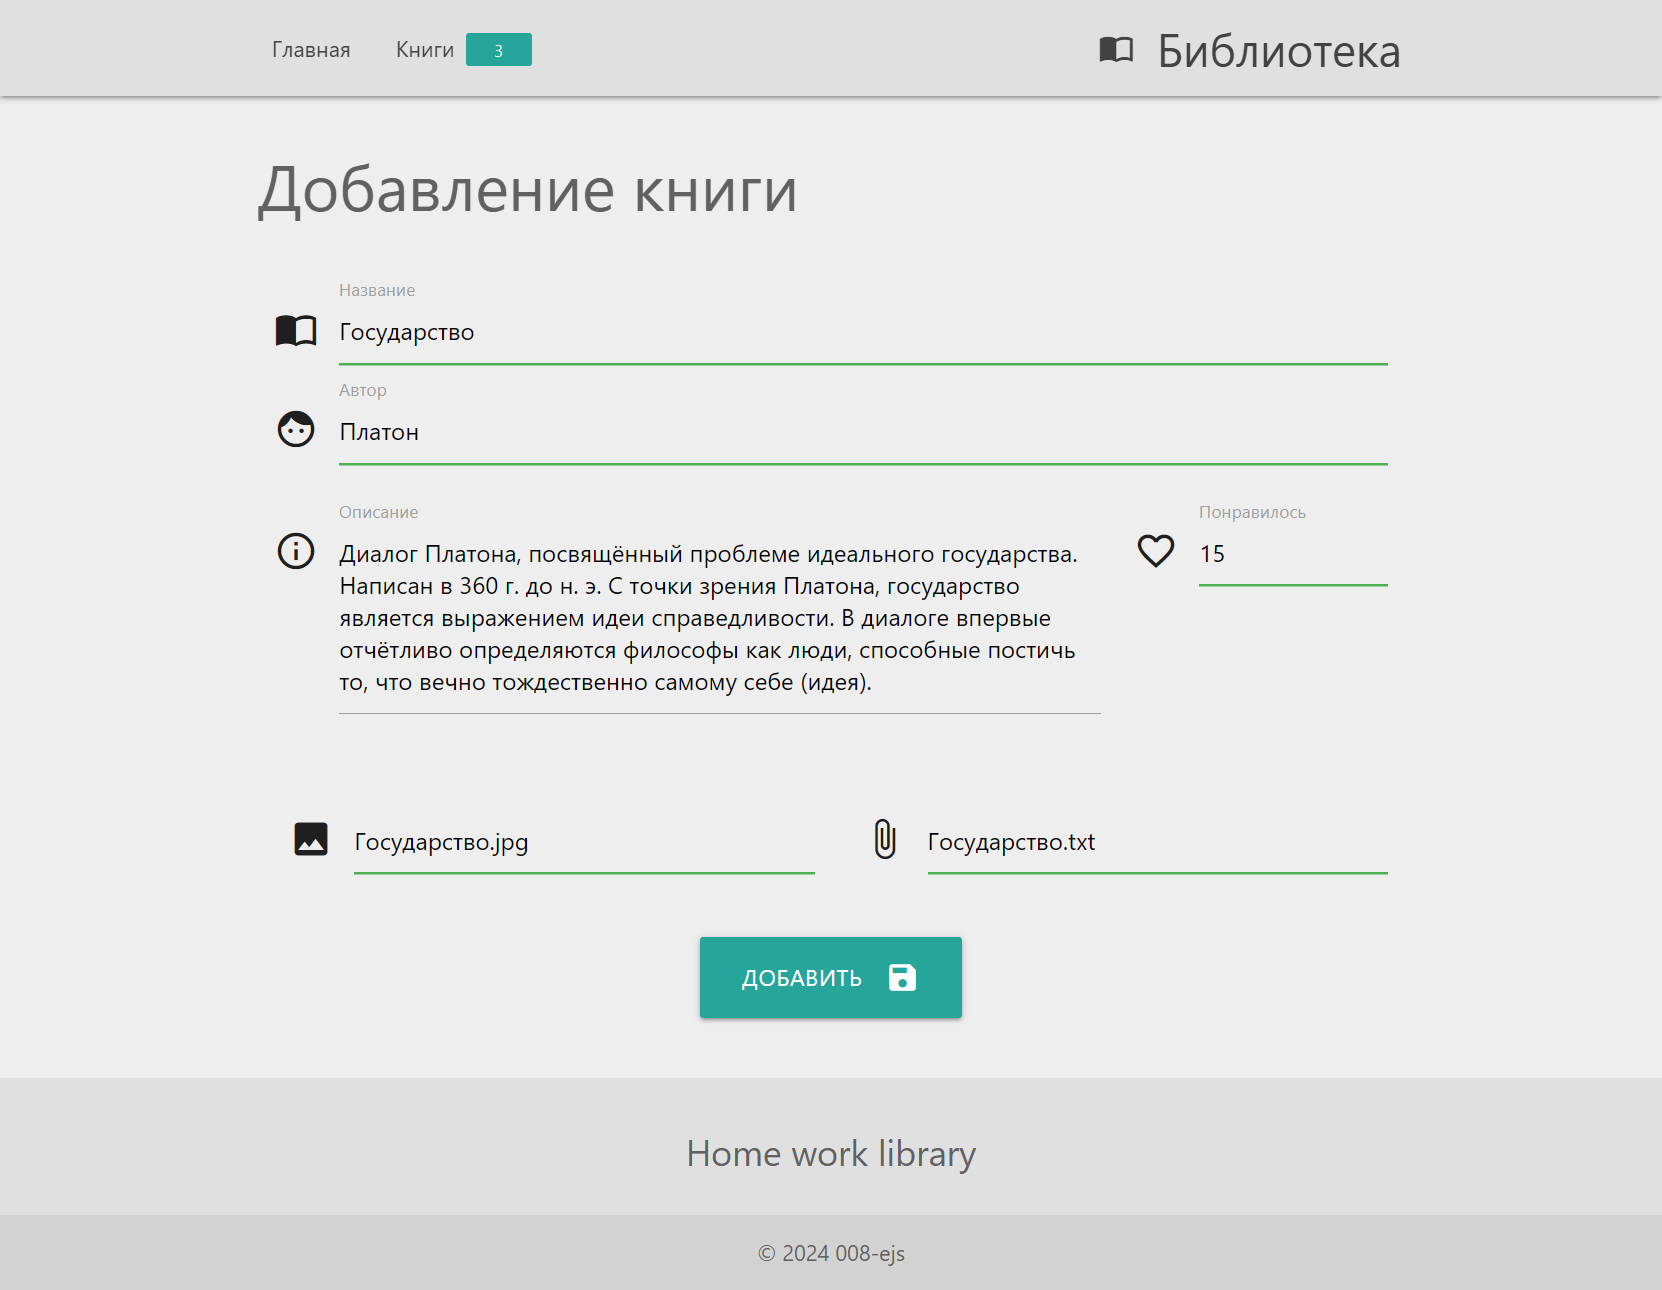 Главная Книги 3 Библиотека
Добавление книги
Название
Государство
Автор
Платон
Описание
Диалог Платона, посвящённый проблеме идеального государства.
Написан в 360 г. до н. э. С точки зрения Платона, государство
является выражением идеи справедливости. В диалоге впервые
отчётливо определяются философы как люди, способные постичь
то, что вечно тождественно самому себе (идея).
Понравилось
15
Государство.jpg
Государство.txt
ДОБАВИТЬ
Home work library
© 2024 008-ejs